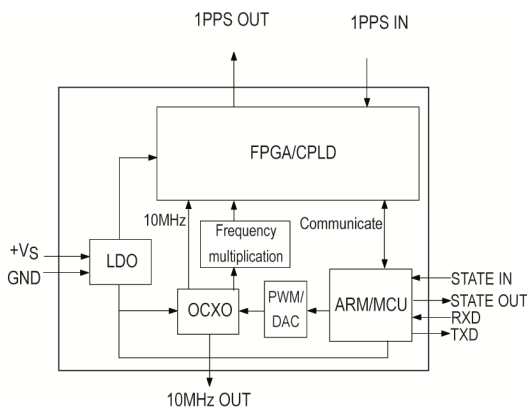 1PPS OUT
1PPS IN
FPGA/CPLD
10MHz
Frequency
multiplication
Communicate
+VS
GND
LDO
OCXO
PWM/
DAC
ARM/MCU
STATE IN
STATE OUT
RXD
TXD
10MHz OUT